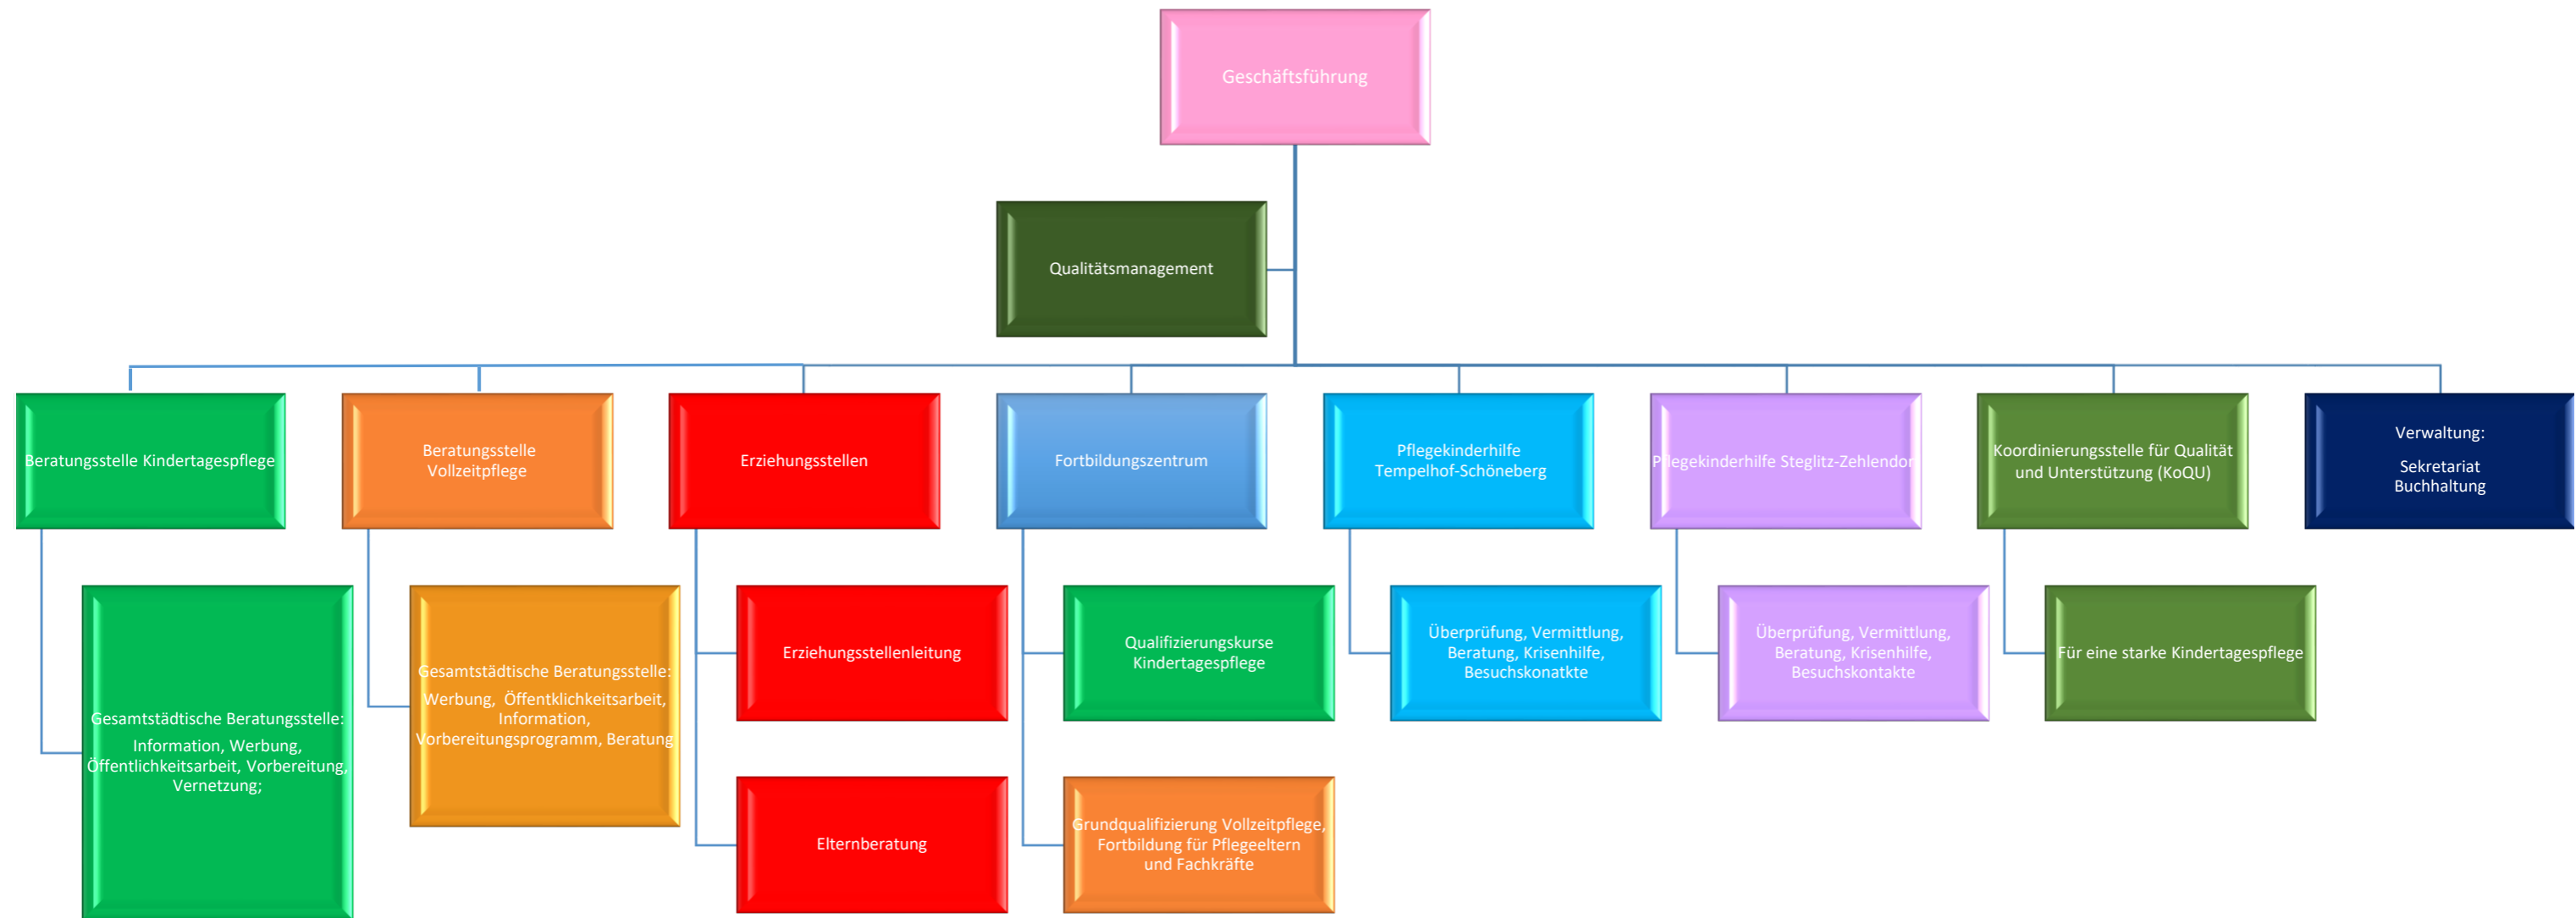 Geschäftsführung
Qualitätsmanagement
Beratungsstelle Kindertagespflege
Beratungsstelle
Vollzeitpflege
Erziehungsstellen
Fortbildungszentrum
Pflegekinderhilfe
Tempelhof-Schöneberg
Pflegekinderhilfe Steglitz-Zehlendorf
Koordinierungsstelle für Qualität
und Unterstützung (KoQU)
Verwaltung:
Sekretariat
Buchhaltung
Gesamtstädtische Beratungsstelle:
Information, Werbung,
Öffentlichkeitsarbeit, Vorbereitung,
Vernetzung;
Gesamtstädtische Beratungsstelle:
Werbung, Öffentklichkeitsarbeit,
Information,
Vorbereitungsprogramm, Beratung
Erziehungsstellenleitung
Elternberatung
Qualifizierungskurse
Kindertagespflege
Grundqualifizierung Vollzeitpflege,
Fortbildung für Pflegeeltern
und Fachkräfte
Überprüfung, Vermittlung,
Beratung, Krisenhilfe,
Besuchskonatkte
Überprüfung, Vermittlung,
Beratung, Krisenhilfe,
Besuchskontakte
Für eine starke Kindertagespflege